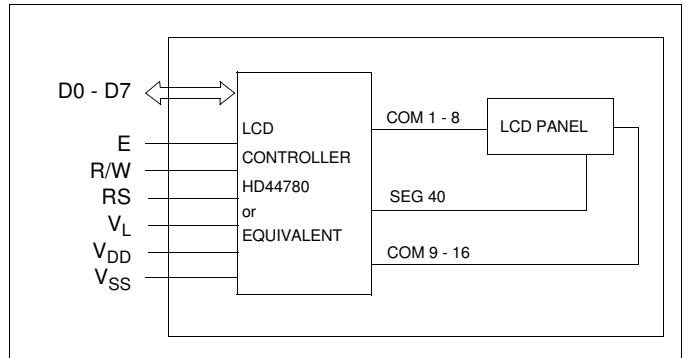 D0 - D7
E
R/W
RS
VL
VDD
VSS
LCD
CONTROLLER
HD44780
or
EQUIVALENT
COM 1 - 8
SEG 40
COM 9 - 16
LCD PANEL